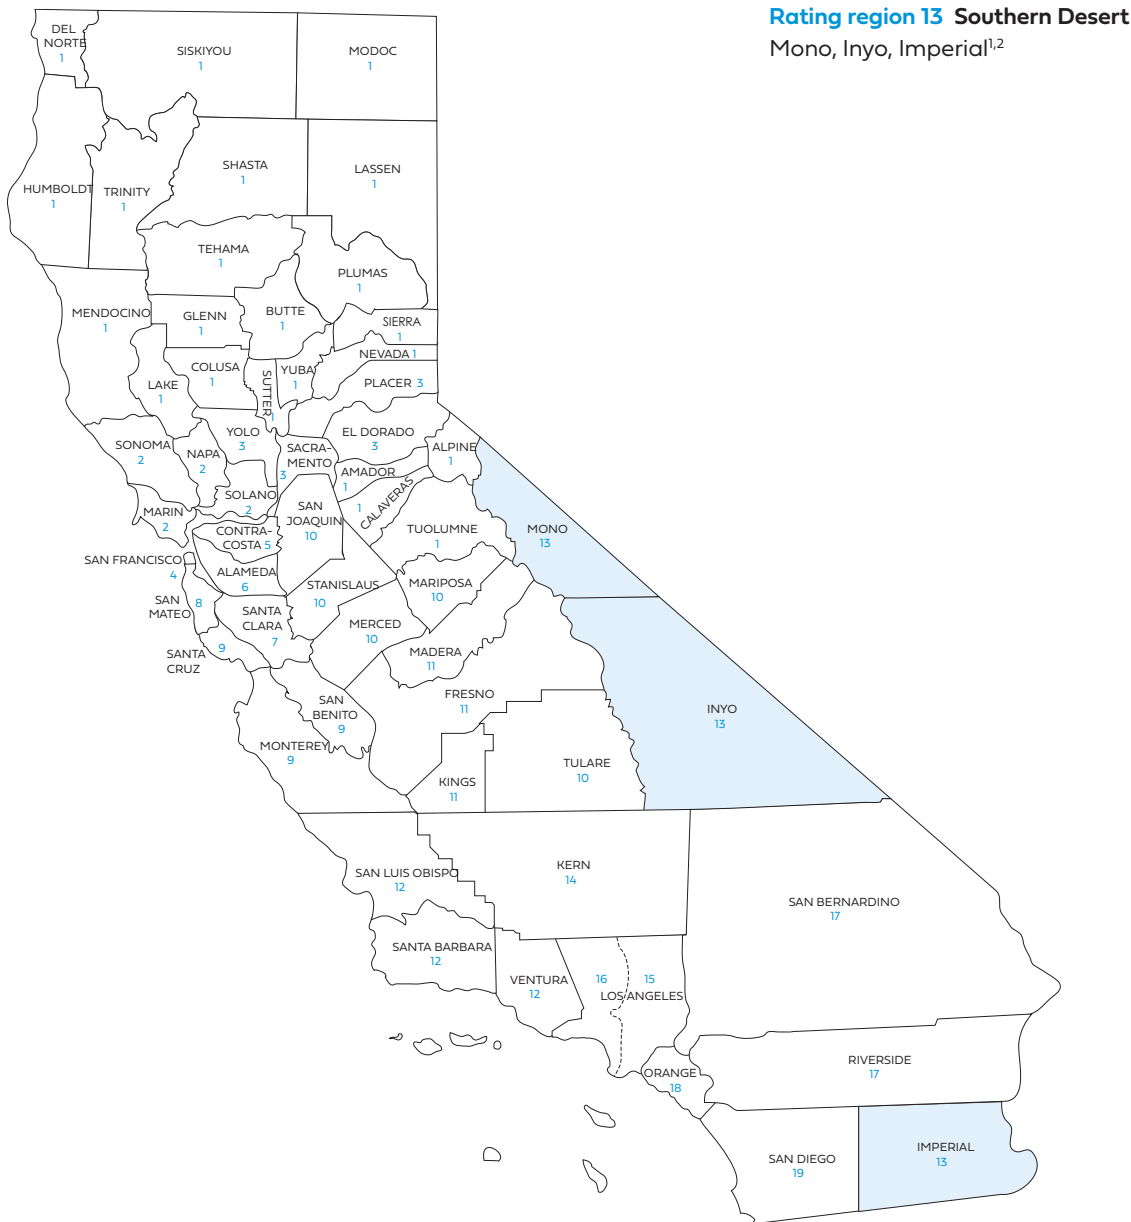 Rating region 13 Southern Desert
Mono, Inyo, Imperial1,2
DEL
NORTE
1
SISKIYOU
1
MODOC
1
HUMBOLDT
1
TRINITY
1
SHASTA
1
LASSEN
1
TEHAMA
1
PLUMAS
1
MENDOCINO
1
GLENN
1
BUTTE
1
SIERRA
1
NEVADA 1
COLUSA
1
SUTTER
1
YUBA
1
PLACER 3
LAKE
1
SONOMA
2
NAPA
2
YOLO
3
SACRA-
MENTO
3
EL DORADO
3
ALPINE
1
AMADOR
1
CALAVERAS
1
SOLANO
2
MARIN
2
SAN
JOAQUIN
10
TUOLUMNE
1
MONO
13
CONTRA-
COSTA 5
SAN FRANCISCO
4
ALAMEDA
6
STANISLAUS
10
MARIPOSA
10
SAN
MATEO
8
SANTA
CLARA
7
MERCED
10
SANTA
CRUZ
9
MADERA
11
FRESNO
11
INYO
13
SAN
BENITO
9
MONTEREY
9
KINGS
11
TULARE
10
SAN LUIS OBISPO
12
KERN
14
SAN BERNARDINO
17
SANTA BARBARA
12
VENTURA
12
16
15
LOS ANGELES
ORANGE
18
RIVERSIDE
17
SAN DIEGO
19
IMPERIAL
13